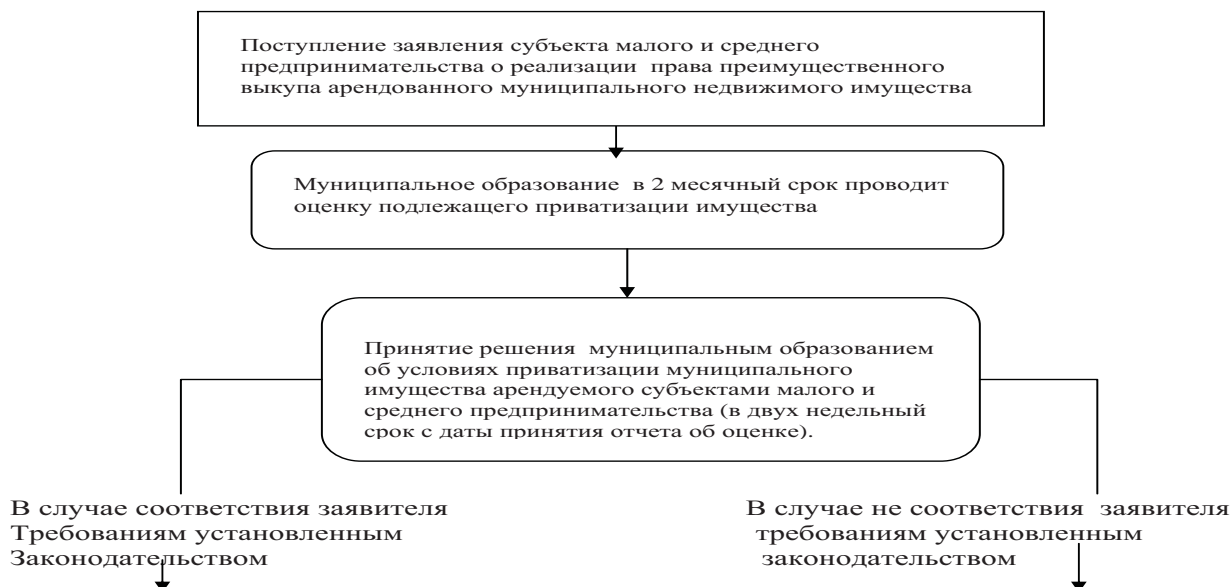 Поступление заявления субъекта малого и среднего
предпринимательства о реализации права преимущественного
выкупа арендованного муниципального недвижимого имущества
Муниципальное образование в 2 месячный срок проводит
оценку подлежащего приватизации имущества
Принятие решения муниципальным образованием
об условиях приватизации муниципального
имущества арендуемого субъектами малого и
среднего предпринимательства (в двух недельный
срок с даты принятия отчета об оценке).
В случае соответствия заявителя
Требованиям установленным
Законодательством
В случае не соответствия заявителя
требованиям установленным
законодательством